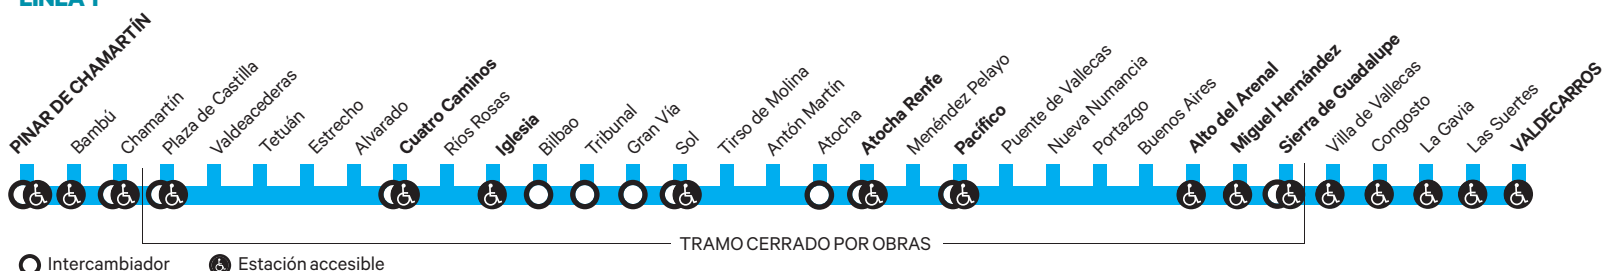 LÍNEA 1
PINAR DE CHAMARTÍN
Bambú
Chamartín
Plaza de Castilla
Valdeacederas
Tetuán
Estrecho
Alvarado
Cuatro Caminos
Ríos Rosas
Iglesia
Bilbao
Tribunal
Gran Vía
Sol
Tirso de Molina
Antón Martín
Atocha
Atocha Renfe
Menéndez Pelayo
Pacífico
Puente de Vallecas
Nueva Numancia
Portazgo
Buenos Aires
Alto del Arenal
Miguel Hernández
Sierra de Guadalupe
Villa de Vallecas
Congosto
La Gavia
Las Suertes
VALDECARROS
TRAMO CERRADO POR OBRAS
Intercambiador
Estación accesible